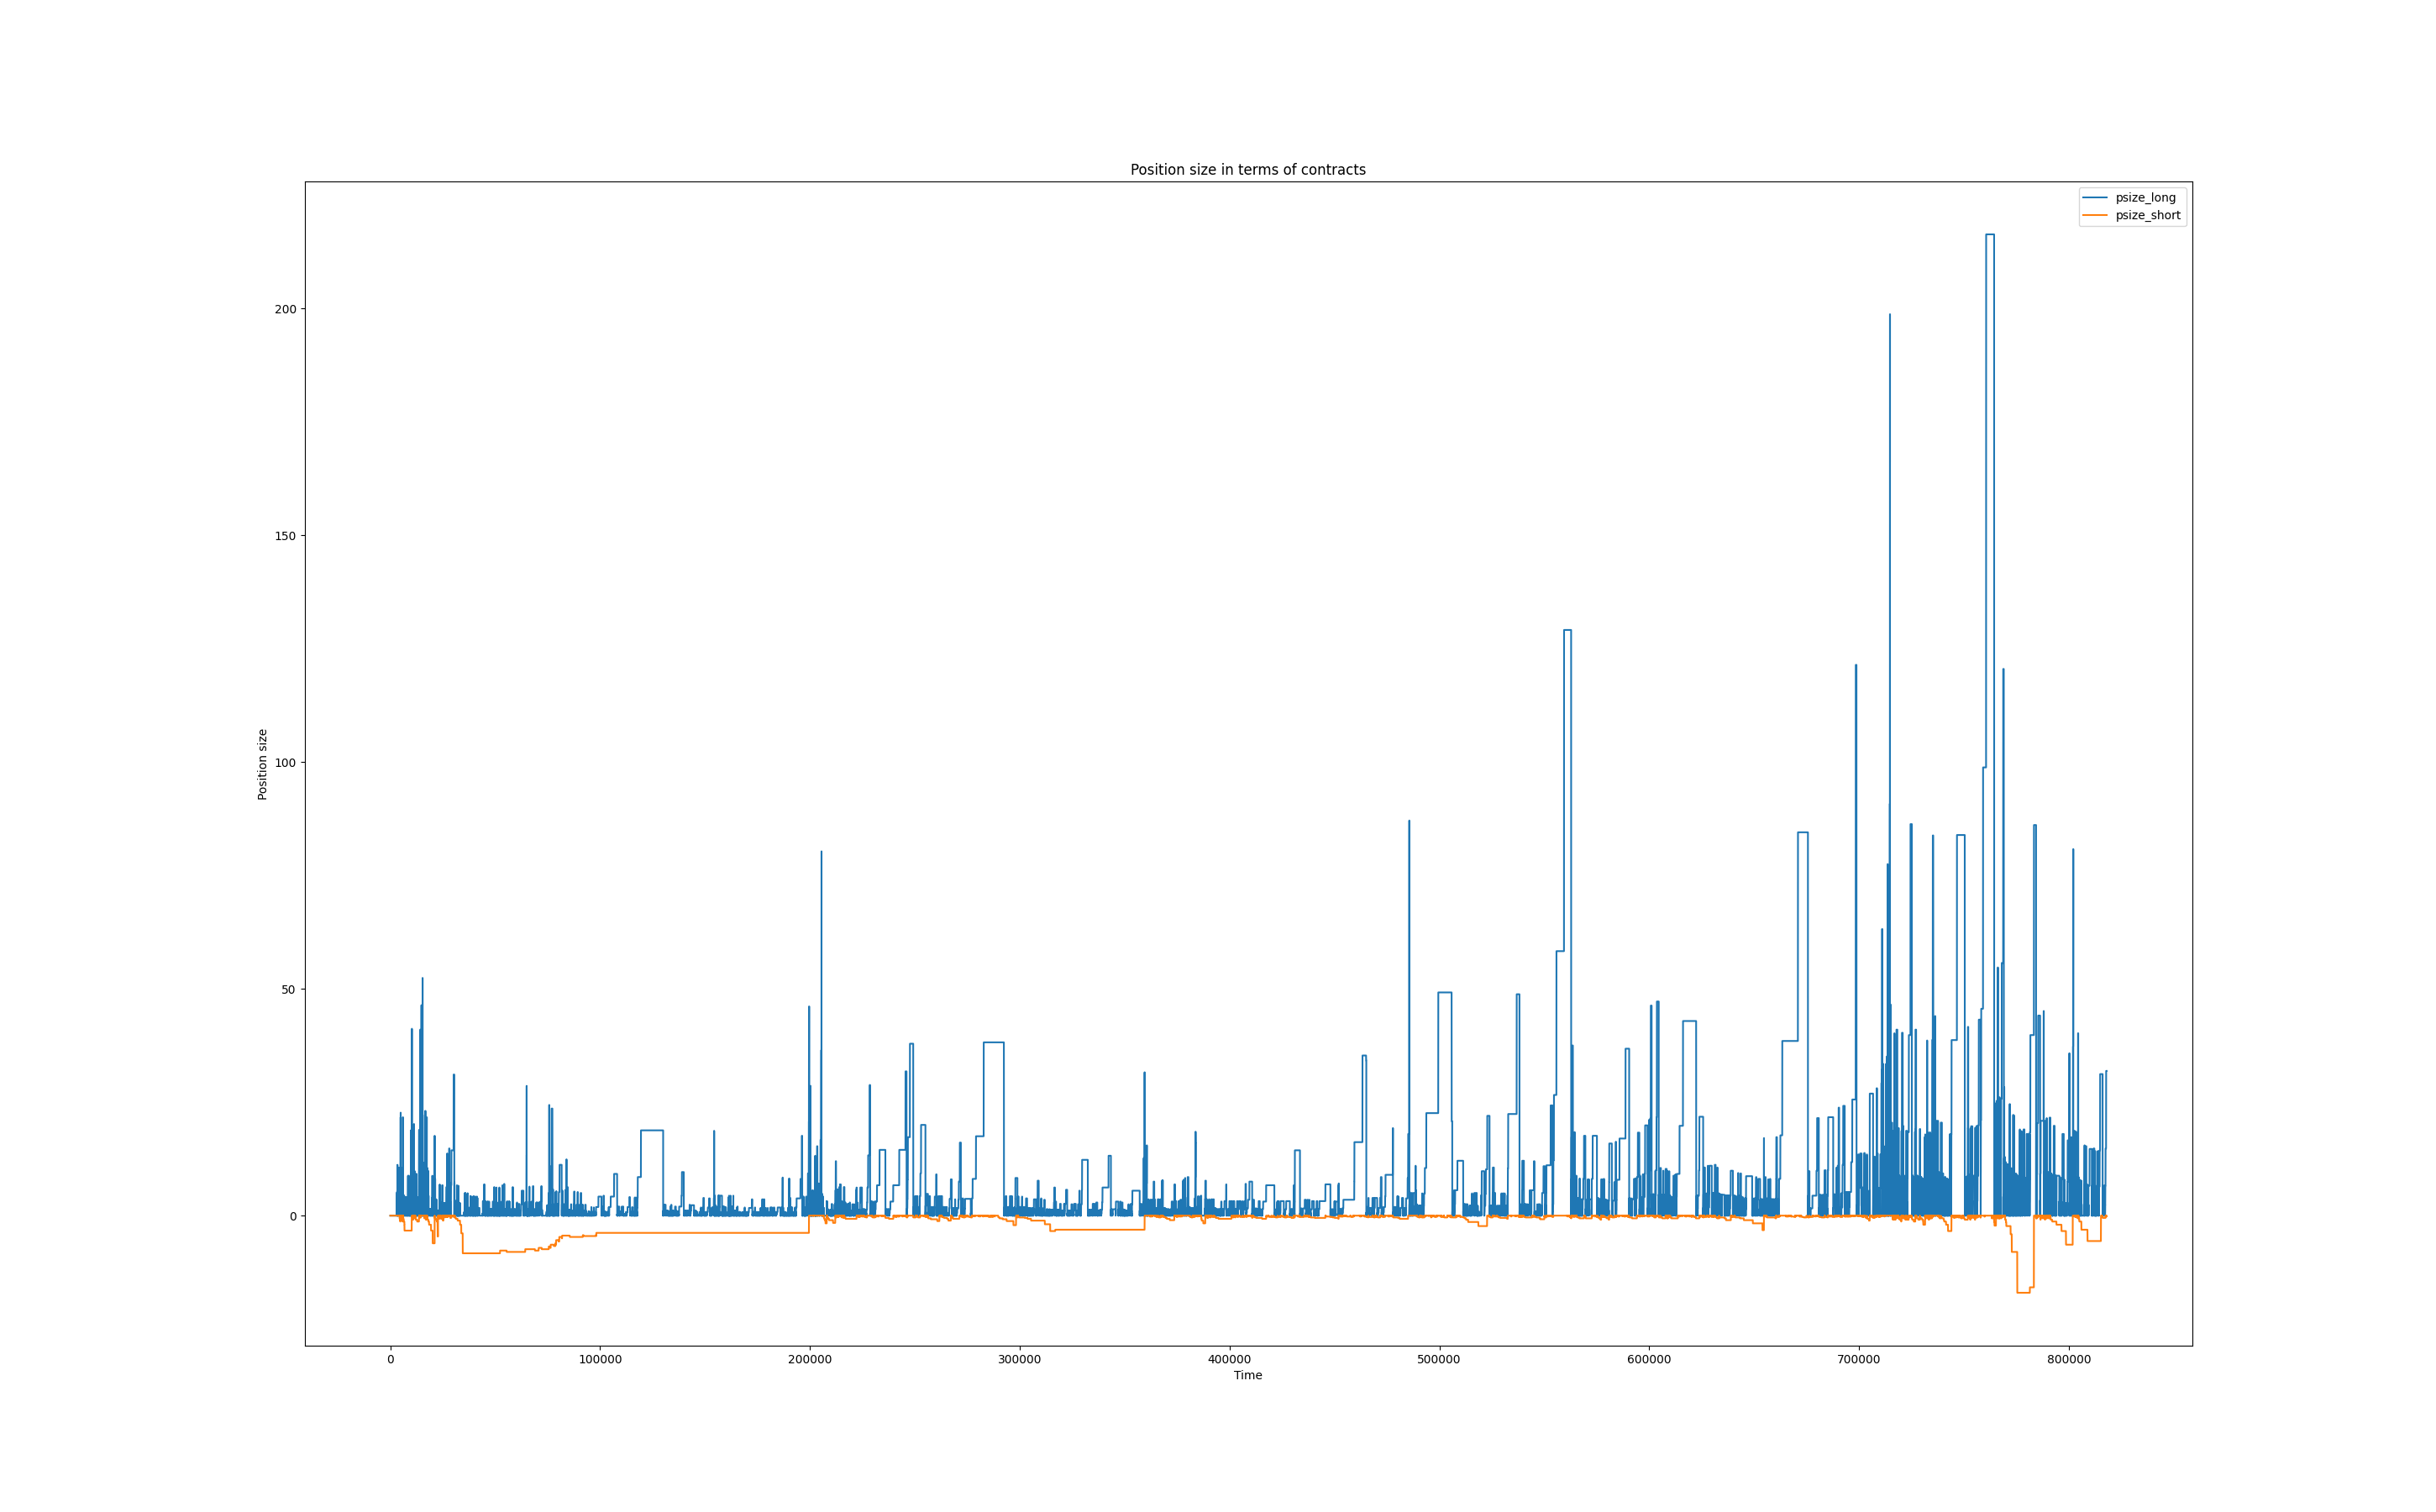 Position size in terms of contracts
psize_long
psize_short
200
150
100
50
0
Position size
0 100000 200000 300000 400000 500000 600000 700000 800000
Time